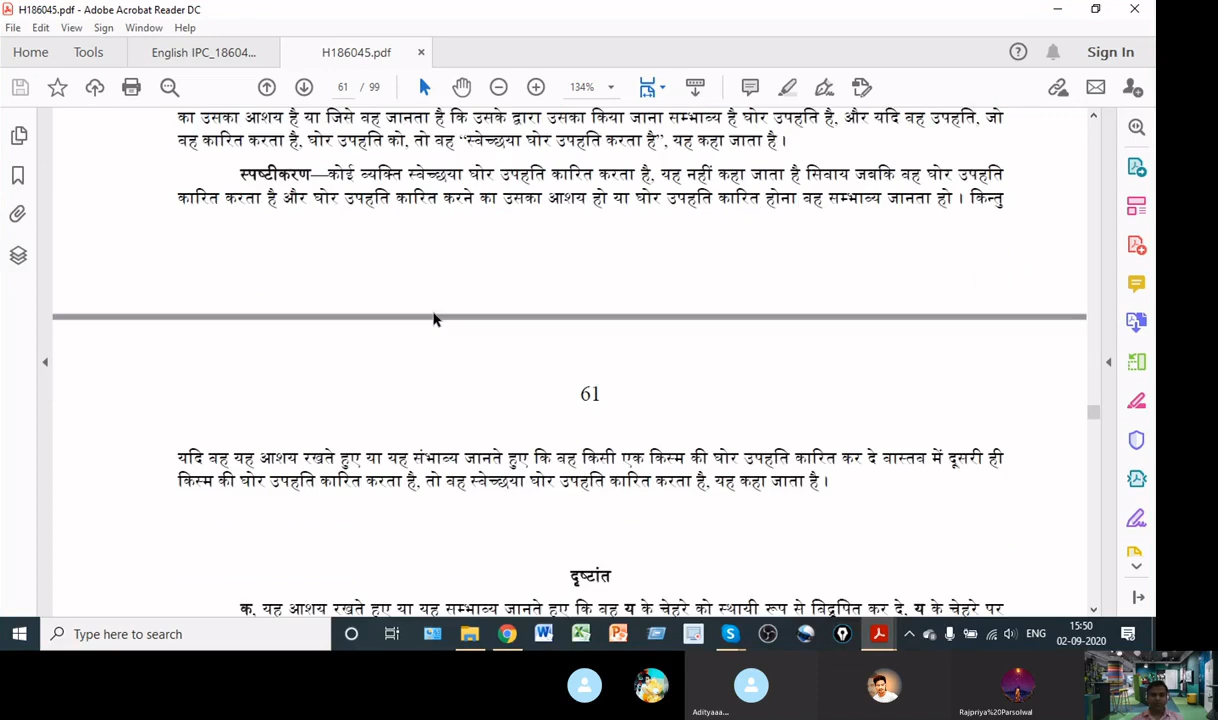 H186045.pdf - Adobe Acrobat Reader DC
File Edit View Sign Window Help
Home Tools English IPC_18604... H186045.pdf × Sign In
61 / 99 134%
का उसका आशय है या जिसे वह जानता है कि उसके द्वारा उसका किया जाना सम्भाव्य है घोर उपहति है, और यदि वह उपहति, जो
वह कारित करता है, घोर उपहति को, तो वह “स्वेच्छया घोर उपहति करता है”, यह कहा जाता है।
स्पष्टीकरण—कोई व्यक्ति स्वेच्छया घोर उपहति कारित करता है, यह नहीं कहा जाता है सिवाय जबकि वह घोर उपहति
कारित करता है और घोर उपहति कारित करने का उसका आशय हो या घोर उपहति कारित होना वह सम्भाव्य जानता हो । किन्तु
61
यदि वह यह आशय रखते हुए या यह संभाव्य जानते हुए कि वह किसी एक किस्म की घोर उपहति कारित कर दे वास्तव में दूसरी ही
किस्म की घोर उपहति कारित करता है, तो वह स्वेच्छया घोर उपहति कारित करता है, यह कहा जाता है ।
दृष्टांत
क, यह आशय रखते हुए या यह सम्भाव्य जानते हुए कि वह य के चेहरे को स्थायी रूप से विद्रूपित कर दे, य के चेहरे पर
Type here to search ENG 15:50
02-09-2020
Adityaaa... Rajpriya%20Parsolwal